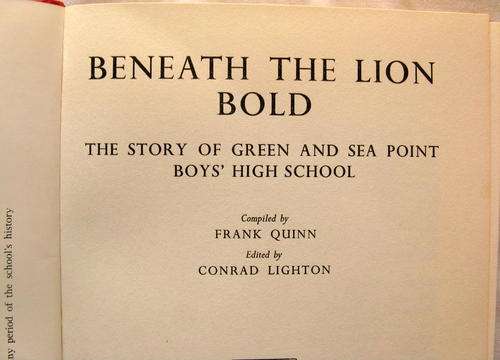 BENEATH THE LION
BOLD
THE STORY OF GREEN AND SEA POINT
BOYS' HIGH SCHOOL
Compiled by
FRANK QUINN
Edited by
CONRAD LIGHTON
period of the school's history